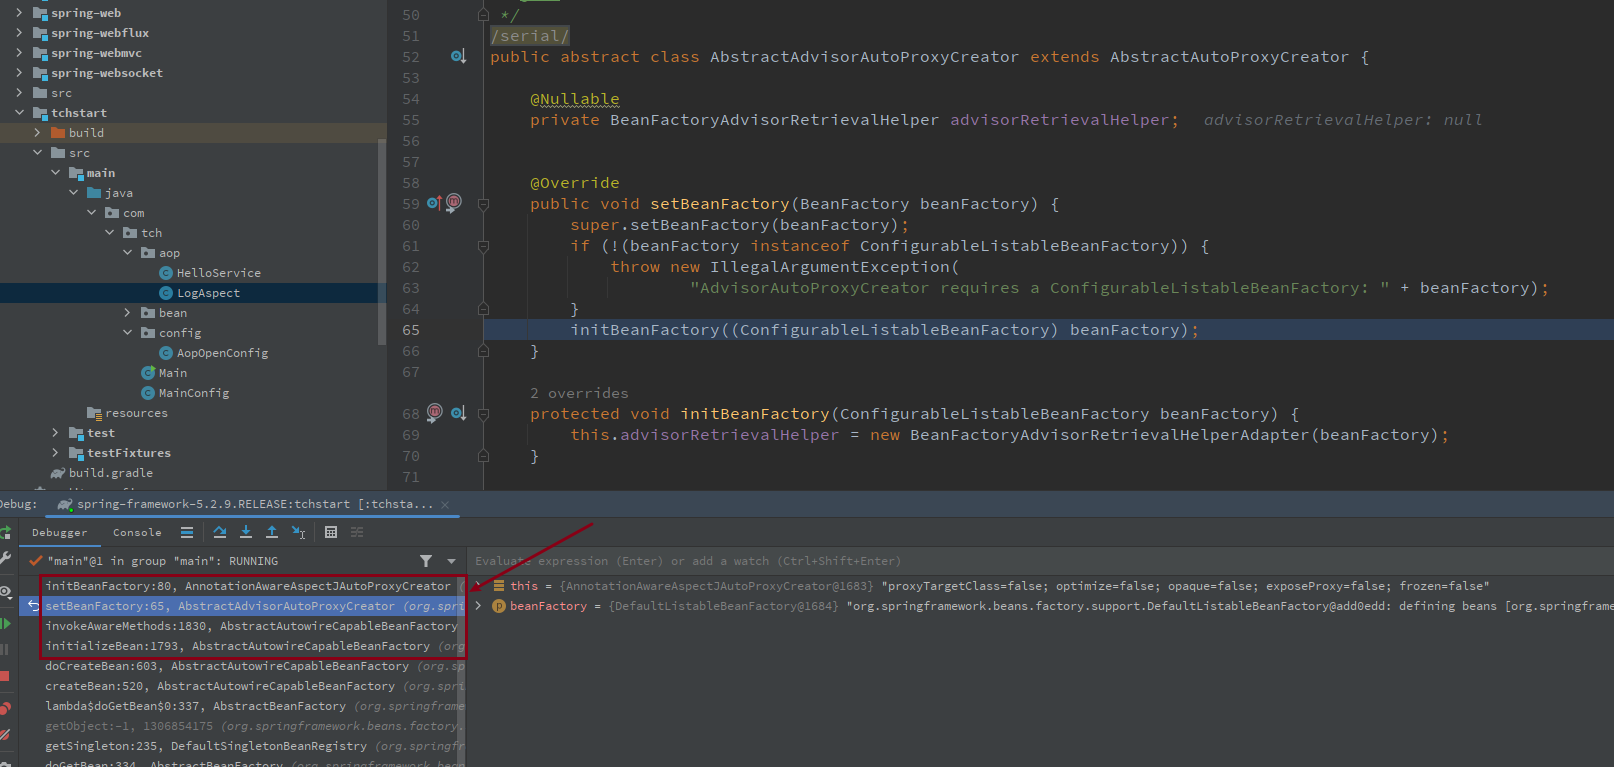 spring-web
spring-webflux
spring-webmvc
spring-websocket
src
tchstart
build
src
main
java
com
tch
aop
HelloService
LogAspect
bean
config
AopOpenConfig
Main
MainConfig
resources
test
testFixtures
build.gradle
50 */
51 /serial/
52 public abstract class AbstractAdvisorAutoProxyCreator extends AbstractAutoProxyCreator {
53
54 @Nullable
55 private BeanFactoryAdvisorRetrievalHelper advisorRetrievalHelper; advisorRetrievalHelper: null
56
57
58 @Override
59 public void setBeanFactory(BeanFactory beanFactory) {
60 super.setBeanFactory(beanFactory);
61 if (!(beanFactory instanceof ConfigurableListableBeanFactory)) {
62 throw new IllegalArgumentException(
63 "AdvisorAutoProxyCreator requires a ConfigurableListableBeanFactory: " + beanFactory);
64 }
65 initBeanFactory((ConfigurableListableBeanFactory) beanFactory);
66 }
67
2 overrides
68 protected void initBeanFactory(ConfigurableListableBeanFactory beanFactory) {
69 this.advisorRetrievalHelper = new BeanFactoryAdvisorRetrievalHelperAdapter(beanFactory);
70 }
71
Debug: spring-framework-5.2.9.RELEASE:tchstart [:tchsta...
Debugger Console
"main"@1 in group "main": RUNNING
Evaluate expression (Enter) or add a watch (Ctrl+Shift+Enter)
initBeanFactory:80, AnnotationAwareAspectJAutoProxyCreator (
setBeanFactory:65, AbstractAdvisorAutoProxyCreator (org.spri
invokeAwareMethods:1830, AbstractAutowireCapableBeanFactory
initializeBean:1793, AbstractAutowireCapableBeanFactory (org
doCreateBean:603, AbstractAutowireCapableBeanFactory (org.sp
createBean:520, AbstractAutowireCapableBeanFactory (org.spri
lambda$doGetBean$0:337, AbstractBeanFactory (org.springframe
getObject:-1, 1306854175 (org.springframework.beans.factory.
getSingleton:235, DefaultSingletonBeanRegistry (org.springfr
doGetBean:334, AbstractBeanFactory (org.springframework.bean
this = {AnnotationAwareAspectJAutoProxyCreator@1683} "proxyTargetClass=false; optimize=false; opaque=false; exposeProxy=false; frozen=false"
beanFactory = {DefaultListableBeanFactory@1684} "org.springframework.beans.factory.support.DefaultListableBeanFactory@add0edd: defining beans [org.springframe